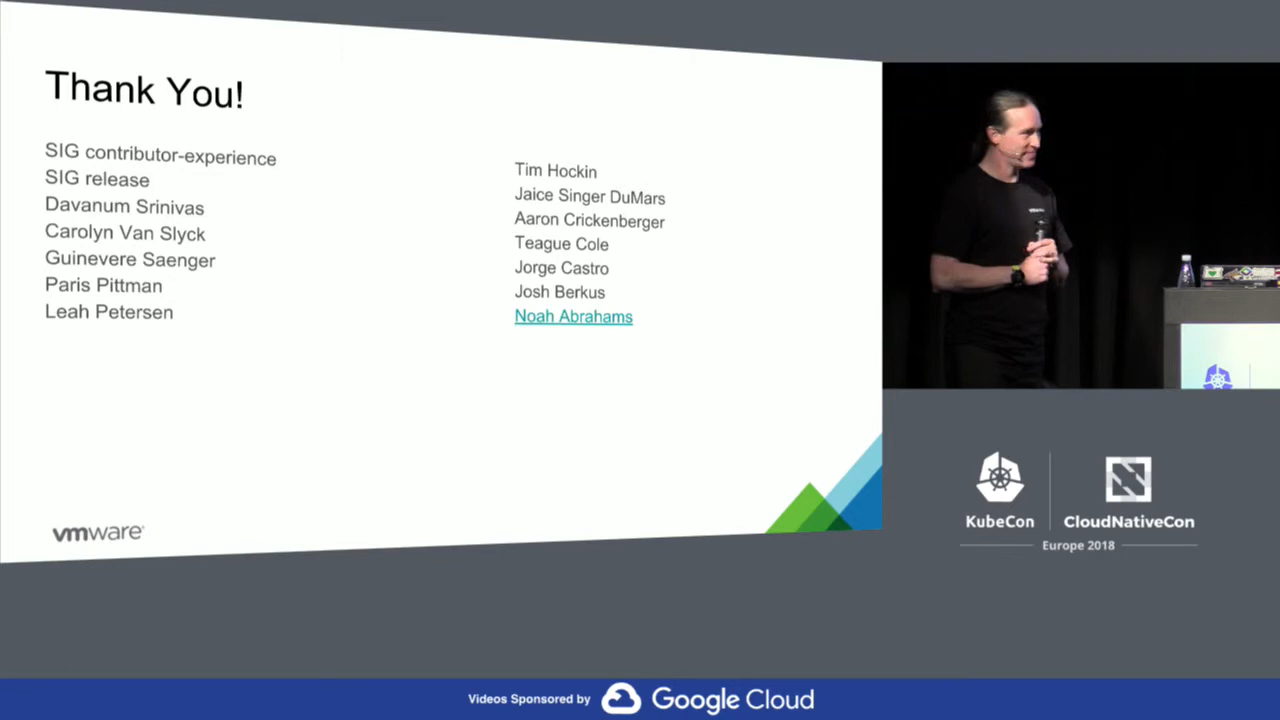 Thank You!
SIG contributor-experience
SIG release
Davanum Srinivas
Carolyn Van Slyck
Guinevere Saenger
Paris Pittman
Leah Petersen
Tim Hockin
Jaice Singer DuMars
Aaron Crickenberger
Teague Cole
Jorge Castro
Josh Berkus
Noah Abrahams
vmware
KubeCon
CloudNativeCon
Europe 2018
Videos Sponsored by Google Cloud